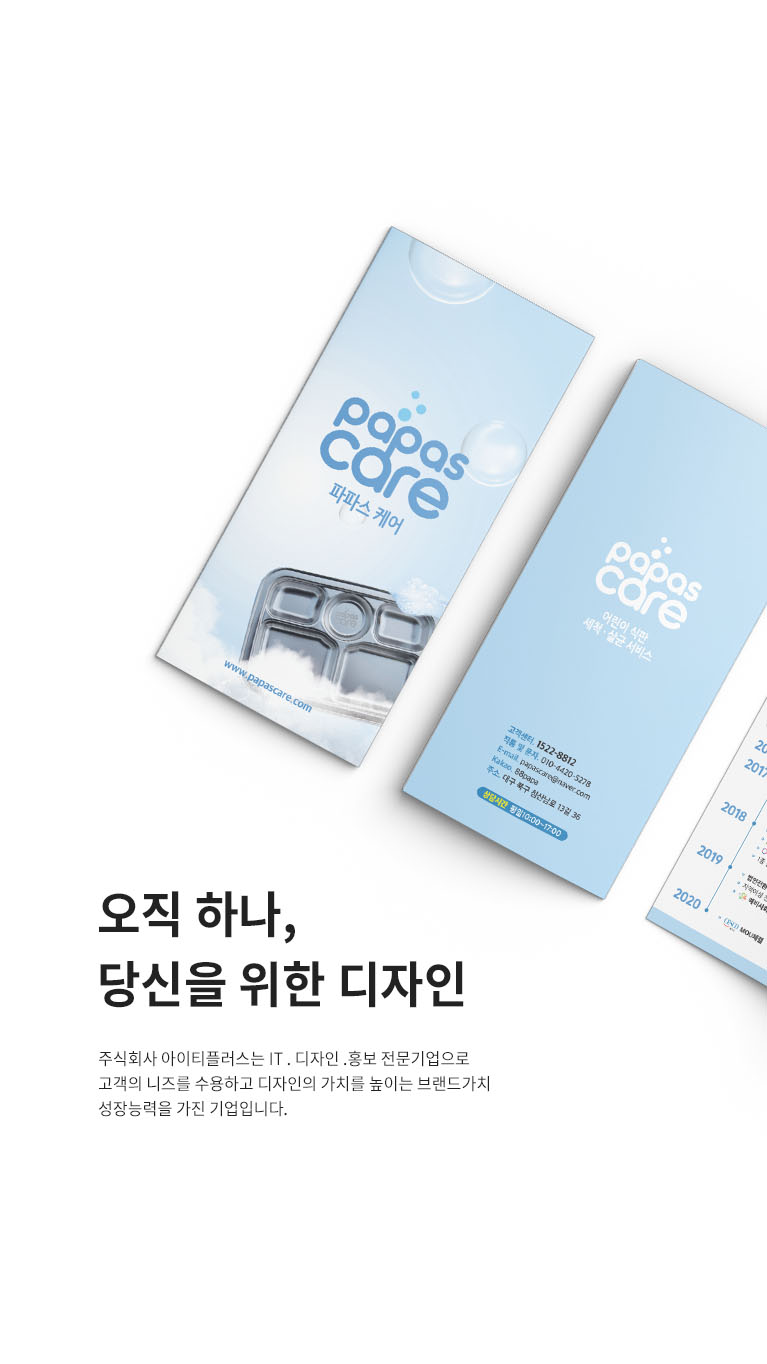 papas
care
파파스 케어
papas
care
www.papascare.com
papas
care
어린이 식판
세척·살균 서비스
고객센터. 1522-8812
직통 및 문자. 010-4420-5278
E-mail. papascare@naver.com
Kakao. 88papa
주소. 대구 북구 침산남로 13길 36
상담시간 평일10:00~17:00
2017
2018
2019
2020
MOU체결
오직 하나,
당신을 위한 디자인
주식회사 아이티플러스는 IT . 디자인 .홍보 전문기업으로
고객의 니즈를 수용하고 디자인의 가치를 높이는 브랜드가치
성장능력을 가진 기업입니다.